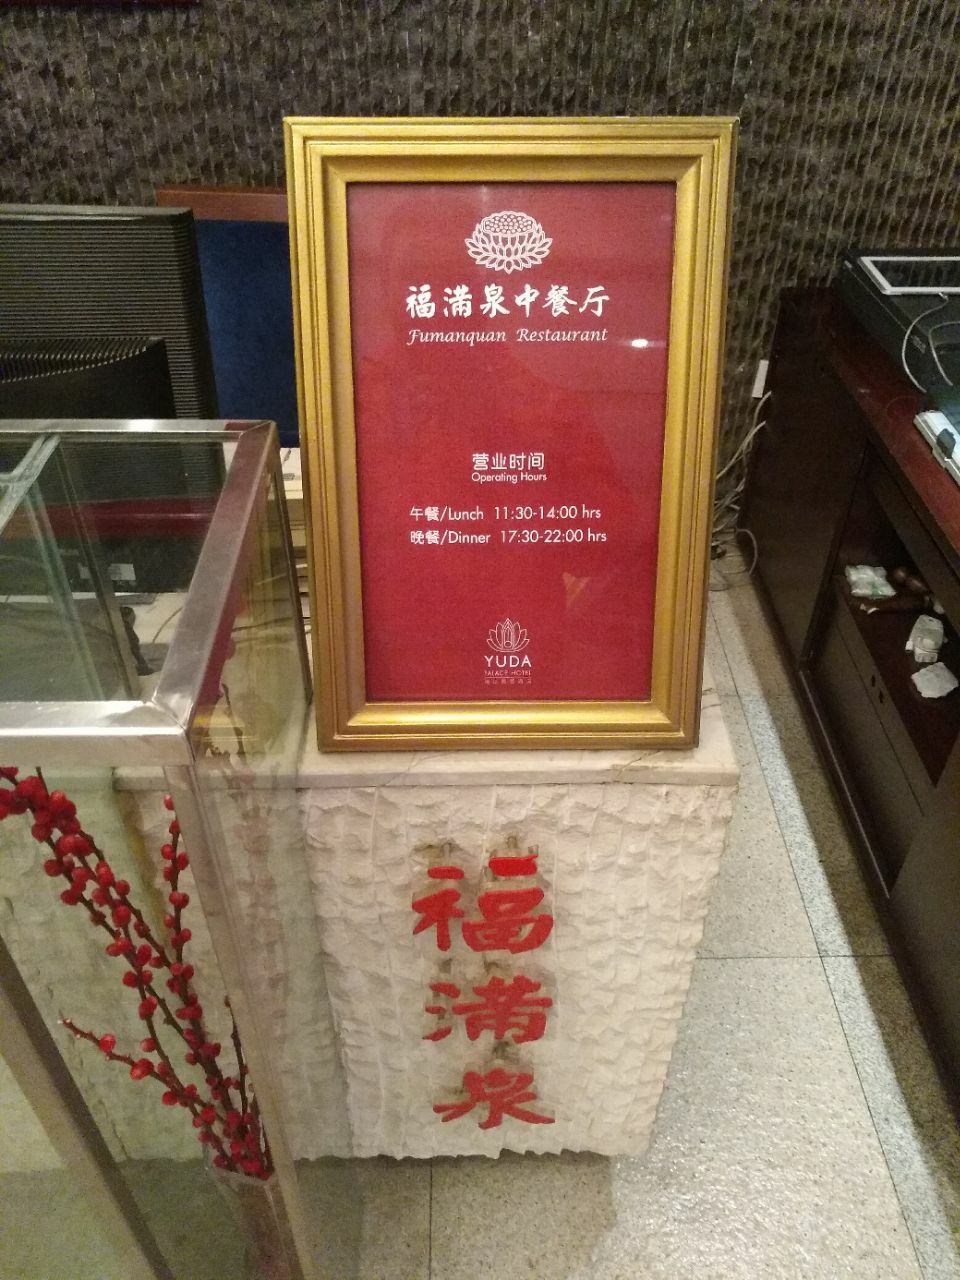 福满泉中餐厅
Fumanquan Restaurant
营业时间
Operating Hours
午餐/Lunch 11:30-14:00 hrs
晚餐/Dinner 17:30-22:00 hrs
YUDA
PALACE HOTEL
福
满
泉